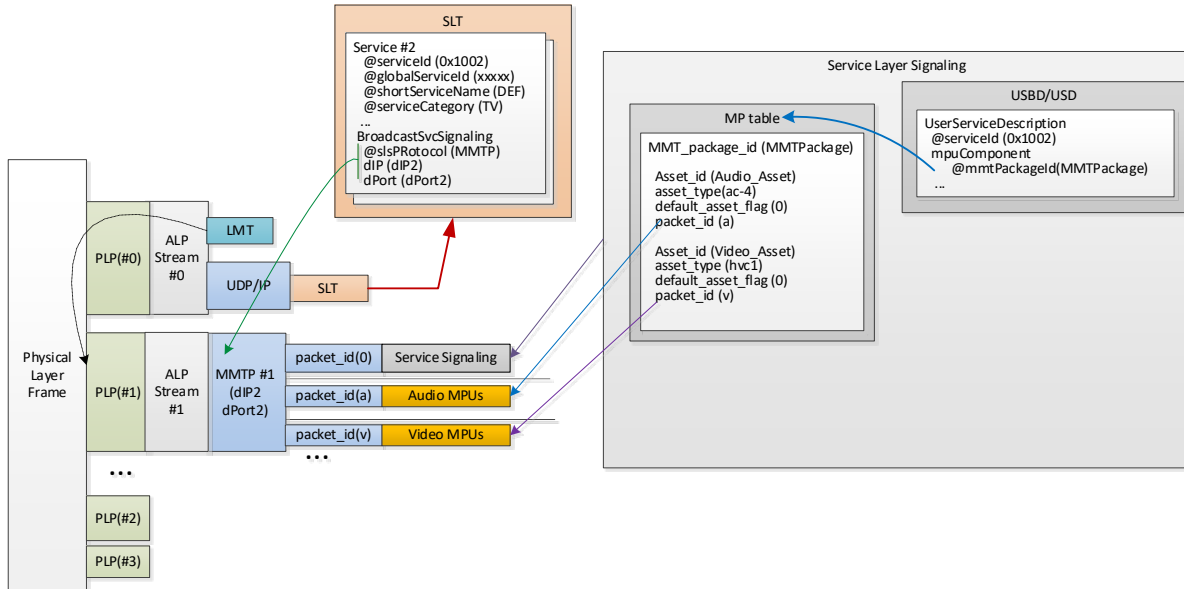 SLT
Service #2
@serviceId (0x1002)
@globalServiceId (xxxxx)
@shortServiceName (DEF)
@serviceCategory (TV)
...
BroadcastSvcSignaling
@slsPRotocol (MMTP)
dIP (dIP2)
dPort (dPort2)
Service Layer Signaling
MP table
MMT_package_id (MMTPackage)
Asset_id (Audio_Asset)
asset_type(ac-4)
default_asset_flag (0)
packet_id (a)
Asset_id (Video_Asset)
asset_type (hvc1)
default_asset_flag (0)
packet_id (v)
USBD/USD
UserServiceDescription
@serviceId (0x1002)
mpuComponent
@mmtPackageId(MMTPackage)
...
Physical
Layer
Frame
PLP(#0)
ALP
Stream
#0
LMT
UDP/IP
SLT
PLP(#1)
ALP
Stream
#1
MMTP #1
(dIP2
dPort2)
packet_id(0)
Service Signaling
packet_id(a)
Audio MPUs
packet_id(v)
Video MPUs
...
...
PLP(#2)
PLP(#3)